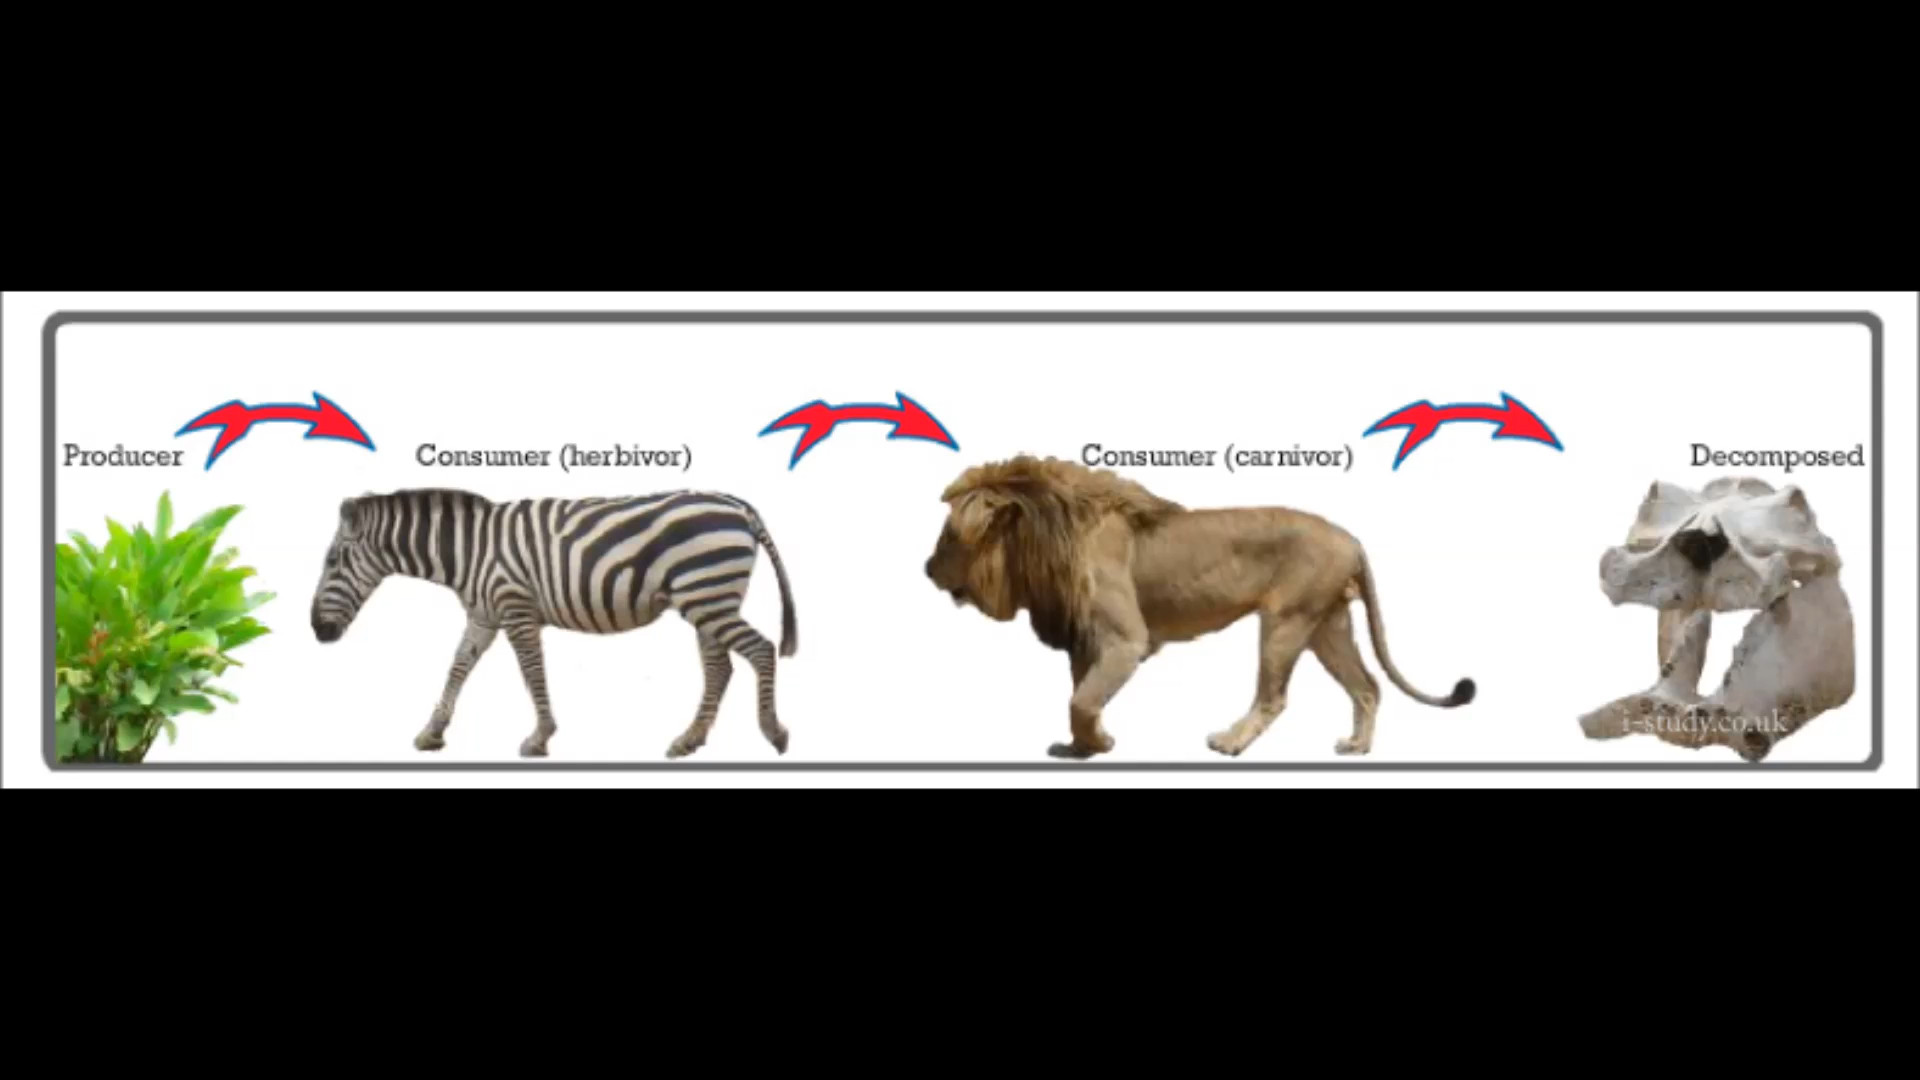 Producer
Consumer (herbivor)
Consumer (carnivor)
Decomposed
i-study.co.uk